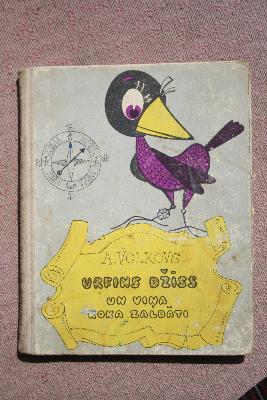 A. VOLKOVS
URFINS DŽISS
UN VIŅA
KOKA ZALDĀTI